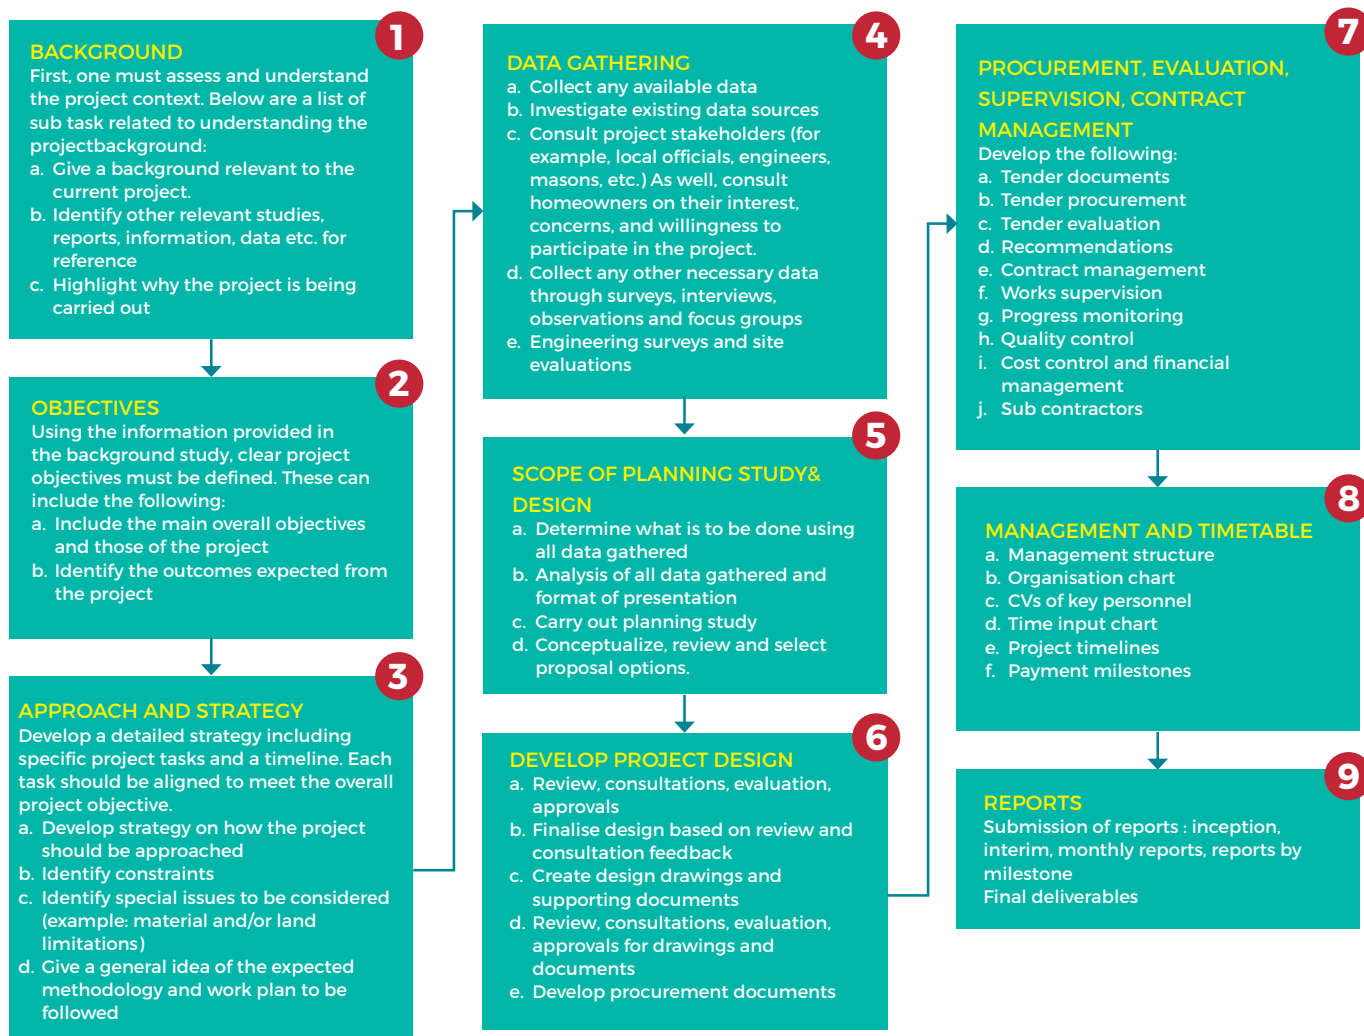 1
BACKGROUND
First, one must assess and understand
the project context. Below are a list of
sub task related to understanding the
projectbackground:
a. Give a background relevant to the
current project.
b. Identify other relevant studies,
reports, information, data etc. for
reference
c. Highlight why the project is being
carried out
2
OBJECTIVES
Using the information provided in
the background study, clear project
objectives must be defined. These can
include the following:
a. Include the main overall objectives
and those of the project
b. Identify the outcomes expected from
the project
3
APPROACH AND STRATEGY
Develop a detailed strategy including
specific project tasks and a timeline. Each
task should be aligned to meet the overall
project objective.
a. Develop strategy on how the project
should be approached
b. Identify constraints
c. Identify special issues to be considered
(example: material and/or land
limitations)
d. Give a general idea of the expected
methodology and work plan to be
followed
4
DATA GATHERING
a. Collect any available data
b. Investigate existing data sources
c. Consult project stakeholders (for
example, local officials, engineers,
masons, etc.) As well, consult
homeowners on their interest,
concerns, and willingness to
participate in the project.
d. Collect any other necessary data
through surveys, interviews,
observations and focus groups
e. Engineering surveys and site
evaluations
5
SCOPE OF PLANNING STUDY&
DESIGN
a. Determine what is to be done using
all data gathered
b. Analysis of all data gathered and
format of presentation
c. Carry out planning study
d. Conceptualize, review and select
proposal options.
6
DEVELOP PROJECT DESIGN
a. Review, consultations, evaluation,
approvals
b. Finalise design based on review and
consultation feedback
c. Create design drawings and
supporting documents
d. Review, consultations, evaluation,
approvals for drawings and
documents
e. Develop procurement documents
7
PROCUREMENT, EVALUATION,
SUPERVISION, CONTRACT
MANAGEMENT
Develop the following:
a. Tender documents
b. Tender procurement
c. Tender evaluation
d. Recommendations
e. Contract management
f. Works supervision
g. Progress monitoring
h. Quality control
i. Cost control and financial
management
j. Sub contractors
8
MANAGEMENT AND TIMETABLE
a. Management structure
b. Organisation chart
c. CVs of key personnel
d. Time input chart
e. Project timelines
f. Payment milestones
9
REPORTS
Submission of reports : inception,
interim, monthly reports, reports by
milestone
Final deliverables